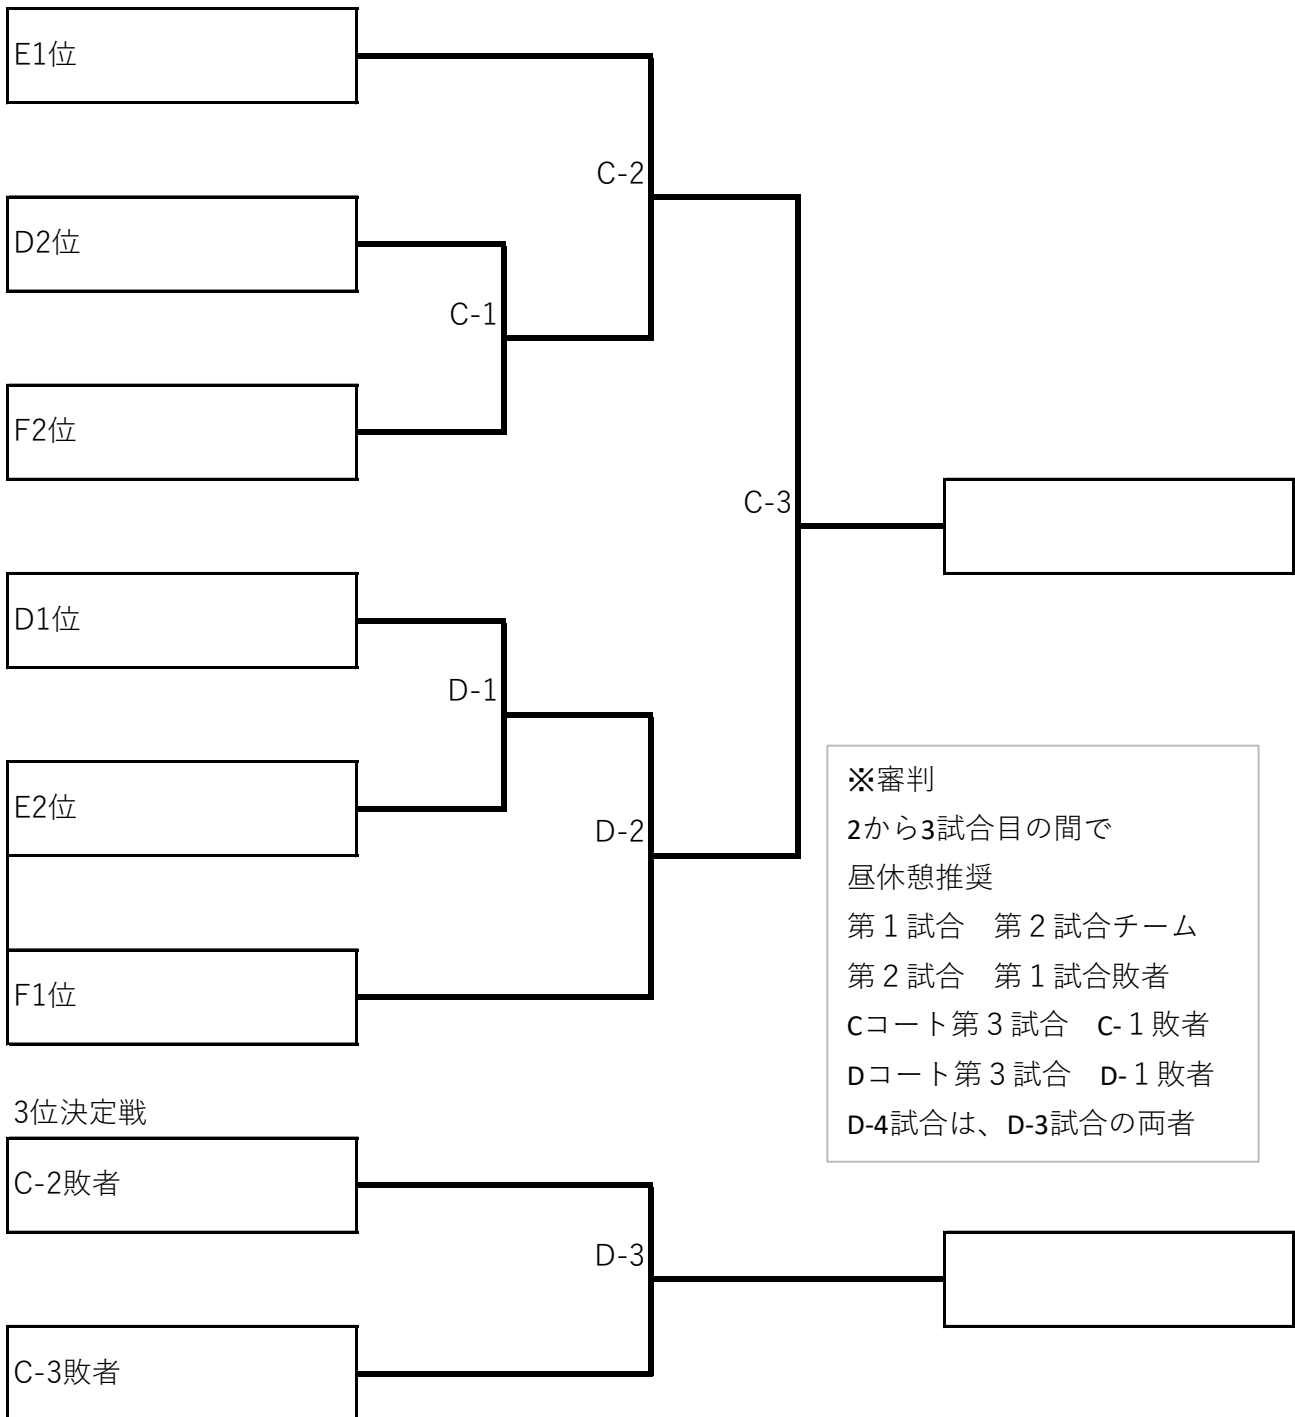 E1位
C-2
D2位
C-1
F2位
C-3
D1位
D-1
E2位
D-2
F1位
※審判
2から3試合目の間で
昼休憩推奨
第１試合　第２試合チーム
第２試合　第１試合敗者
Cコート第３試合　C-１敗者
Dコート第３試合　D-１敗者
D-4試合は、D-3試合の両者
3位決定戦
C-2敗者
D-3
C-3敗者